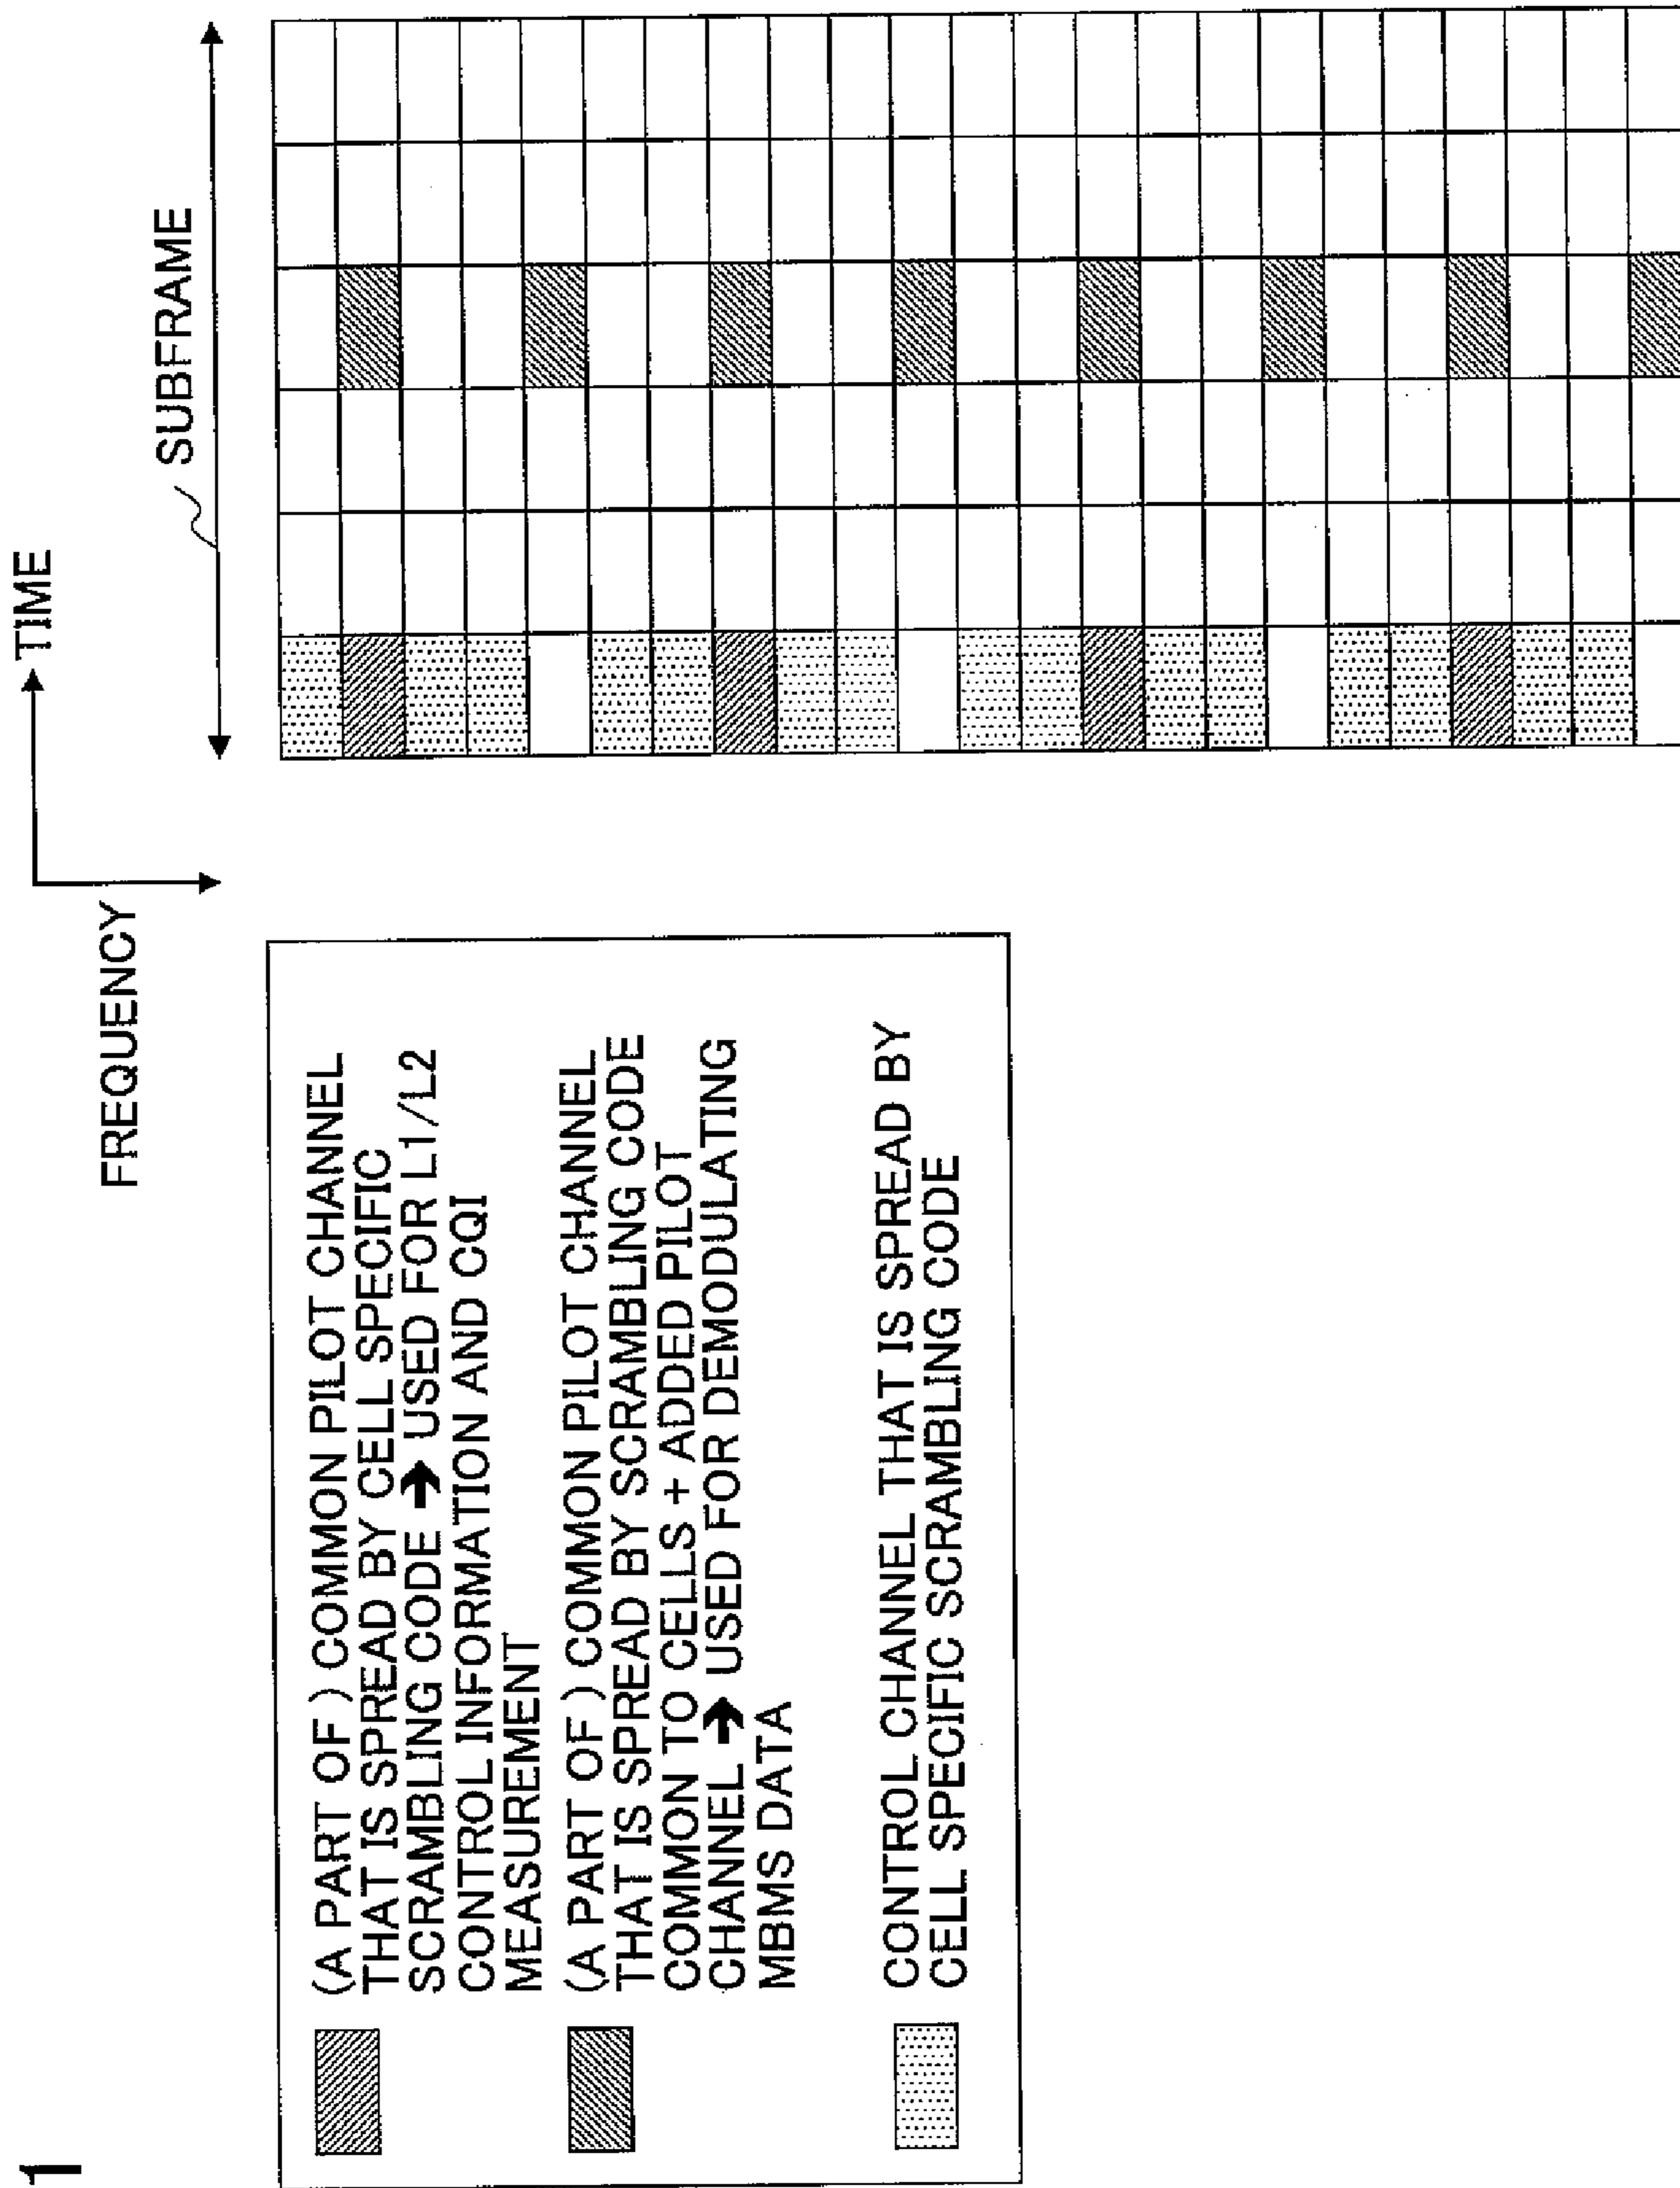 1
TIME
FREQUENCY
SUBFRAME
(A PART OF) COMMON PILOT CHANNEL
THAT IS SPREAD BY CELL SPECIFIC
SCRAMBLING CODE ➔ USED FOR L1/L2
CONTROL INFORMATION AND CQI
MEASUREMENT
(A PART OF) COMMON PILOT CHANNEL
THAT IS SPREAD BY SCRAMBLING CODE
COMMON TO CELLS + ADDED PILOT
CHANNEL ➔ USED FOR DEMODULATING
MBMS DATA
CONTROL CHANNEL THAT IS SPREAD BY
CELL SPECIFIC SCRAMBLING CODE